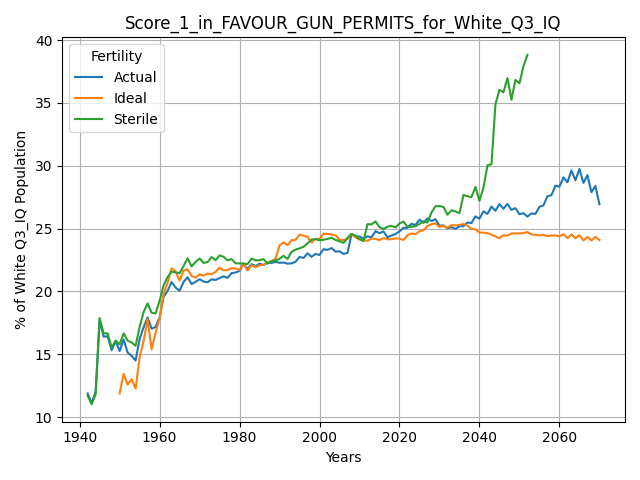 Score_1_in_FAVOUR_GUN_PERMITS_for_White_Q3_IQ
Fertility
Actual
Ideal
Sterile
% of White Q3_IQ Population
40
35
30
25
20
15
10
1940
1960
1980
2000
2020
2040
2060
Years